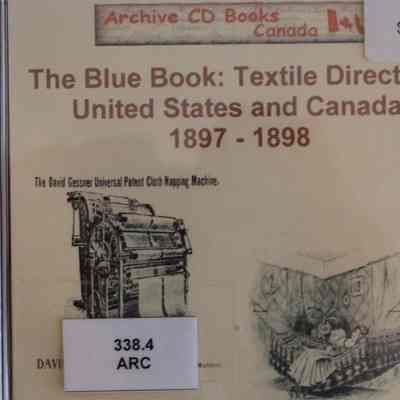 Archive CD Books
Canada
The Blue Book: Textile Direct
United States and Canada
1897 - 1898
The David Gessner Universal Patent Cloth Napping Machine.
338.4
ARC
DAVI